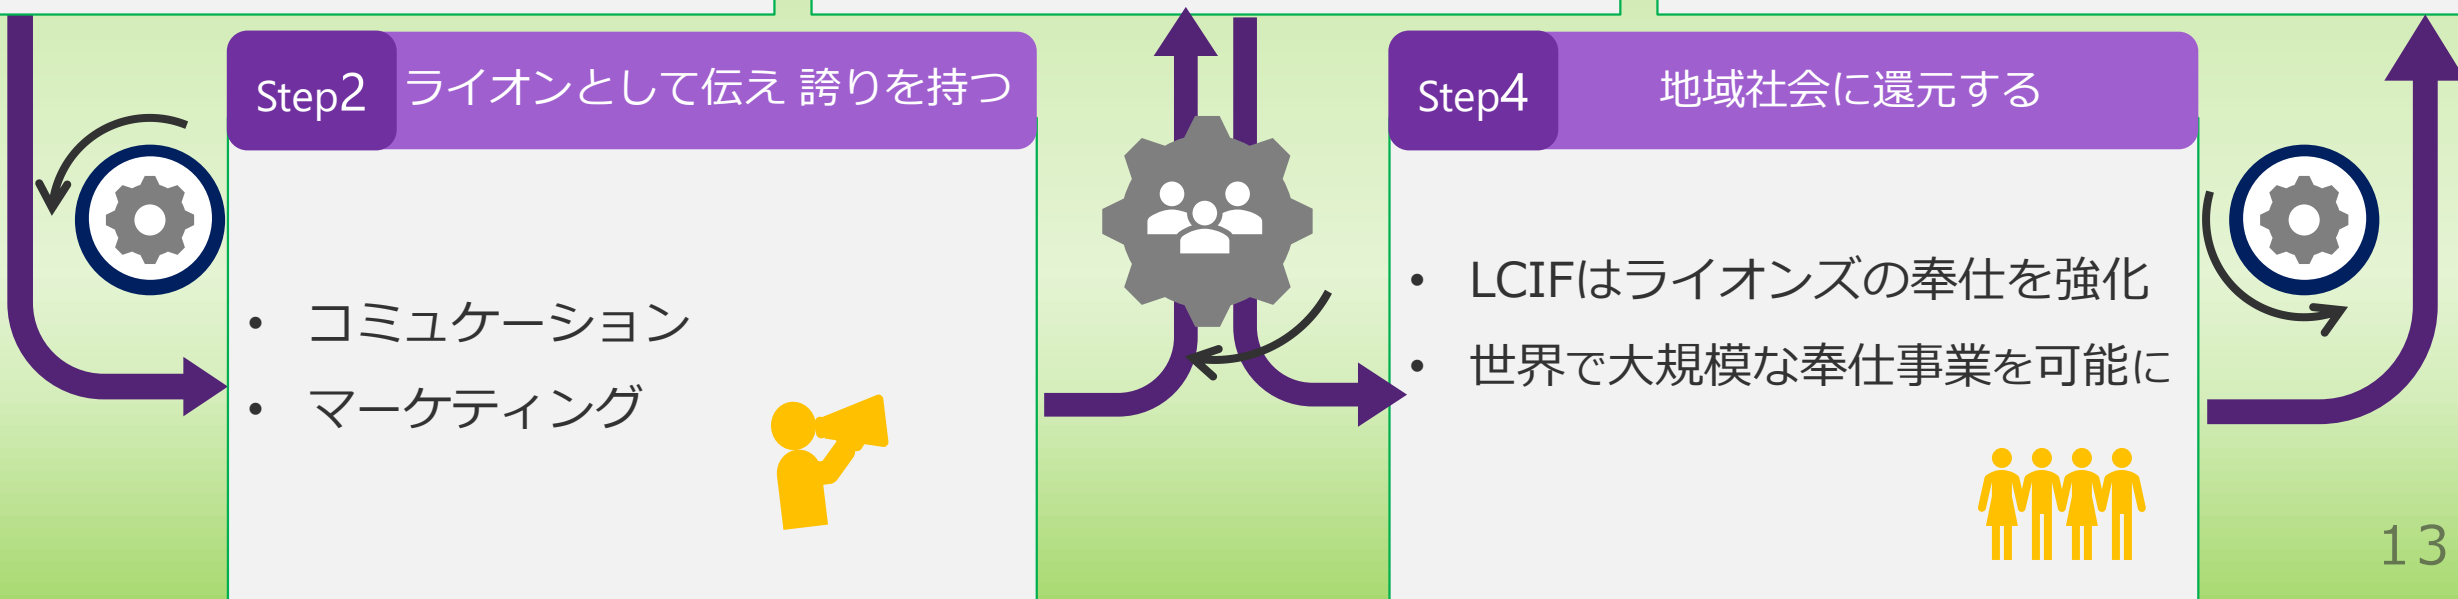 Step2 ライオンとして伝え 誇りを持つ
• コミュケーション
• マーケティング
Step4 地域社会に還元する
• LCIFはライオンズの奉仕を強化
• 世界で大規模な奉仕事業を可能に
13